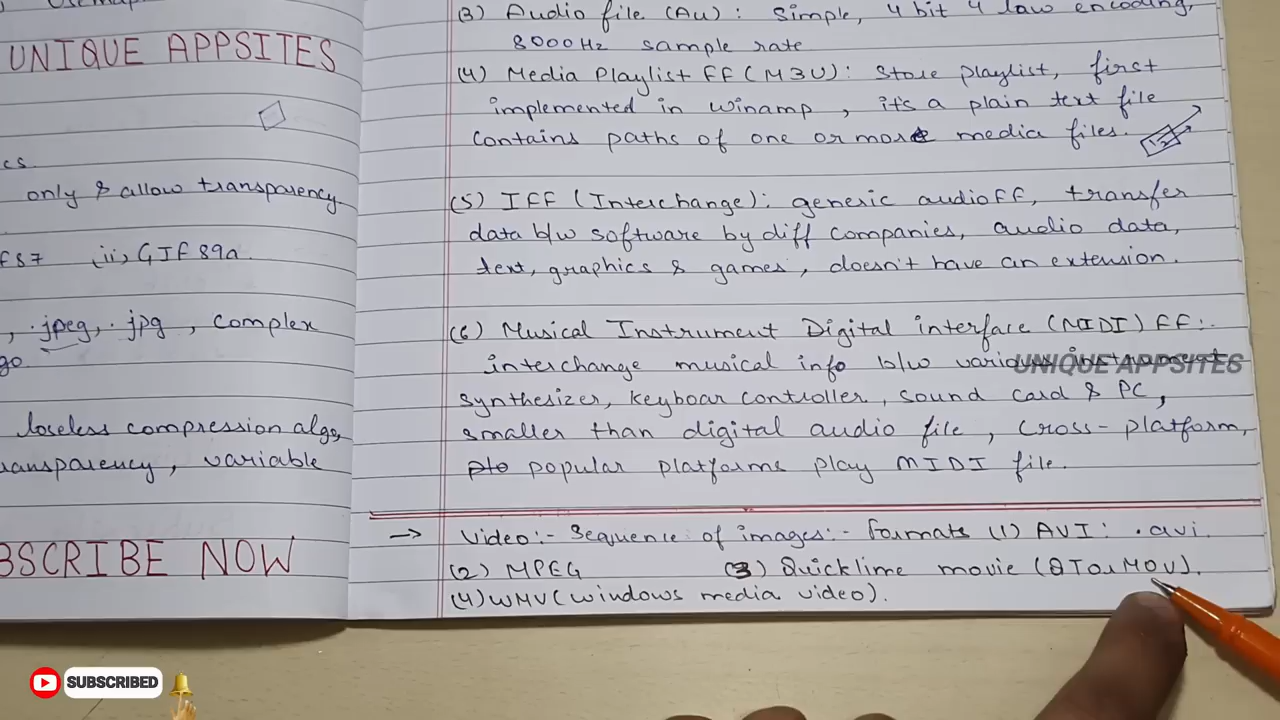 UNIQUE APPSITES
cs.
only & allow transparency
F87 (ii) GIF 89a.
, .jpeg, .jpg , complex
go.
loseless compression algo,
ransparency, variable
BSCRIBE NOW
(3) Audio file (Au) : Simple, 4 bit 4 law encoding,
8000Hz sample rate
(4) Media Playlist FF (M3U) : Store playlist, first
implemented in winamp , it's a plain text file
contains paths of one or more media files.
(5) IFF (Interchange) : generic audio FF, transfer
data b/w software by diff companies, audio data,
text, graphics & games , doesn't have an extension.
(6) Musical Instrument Digital interface (MIDI) FF :-
interchange musical info b/w various instrument
UNIQUE APPSITES
synthesizer, keyboar controller, sound card & PC,
smaller than digital audio file , cross-platform,
popular platforms play MIDI file.
→ Video:- Sequence of images:- Formats (1) AVI : .avi.
(2) MPEG (3) Quicklime movie (QT or MOV).
(4) WMV (windows media video).
SUBSCRIBED